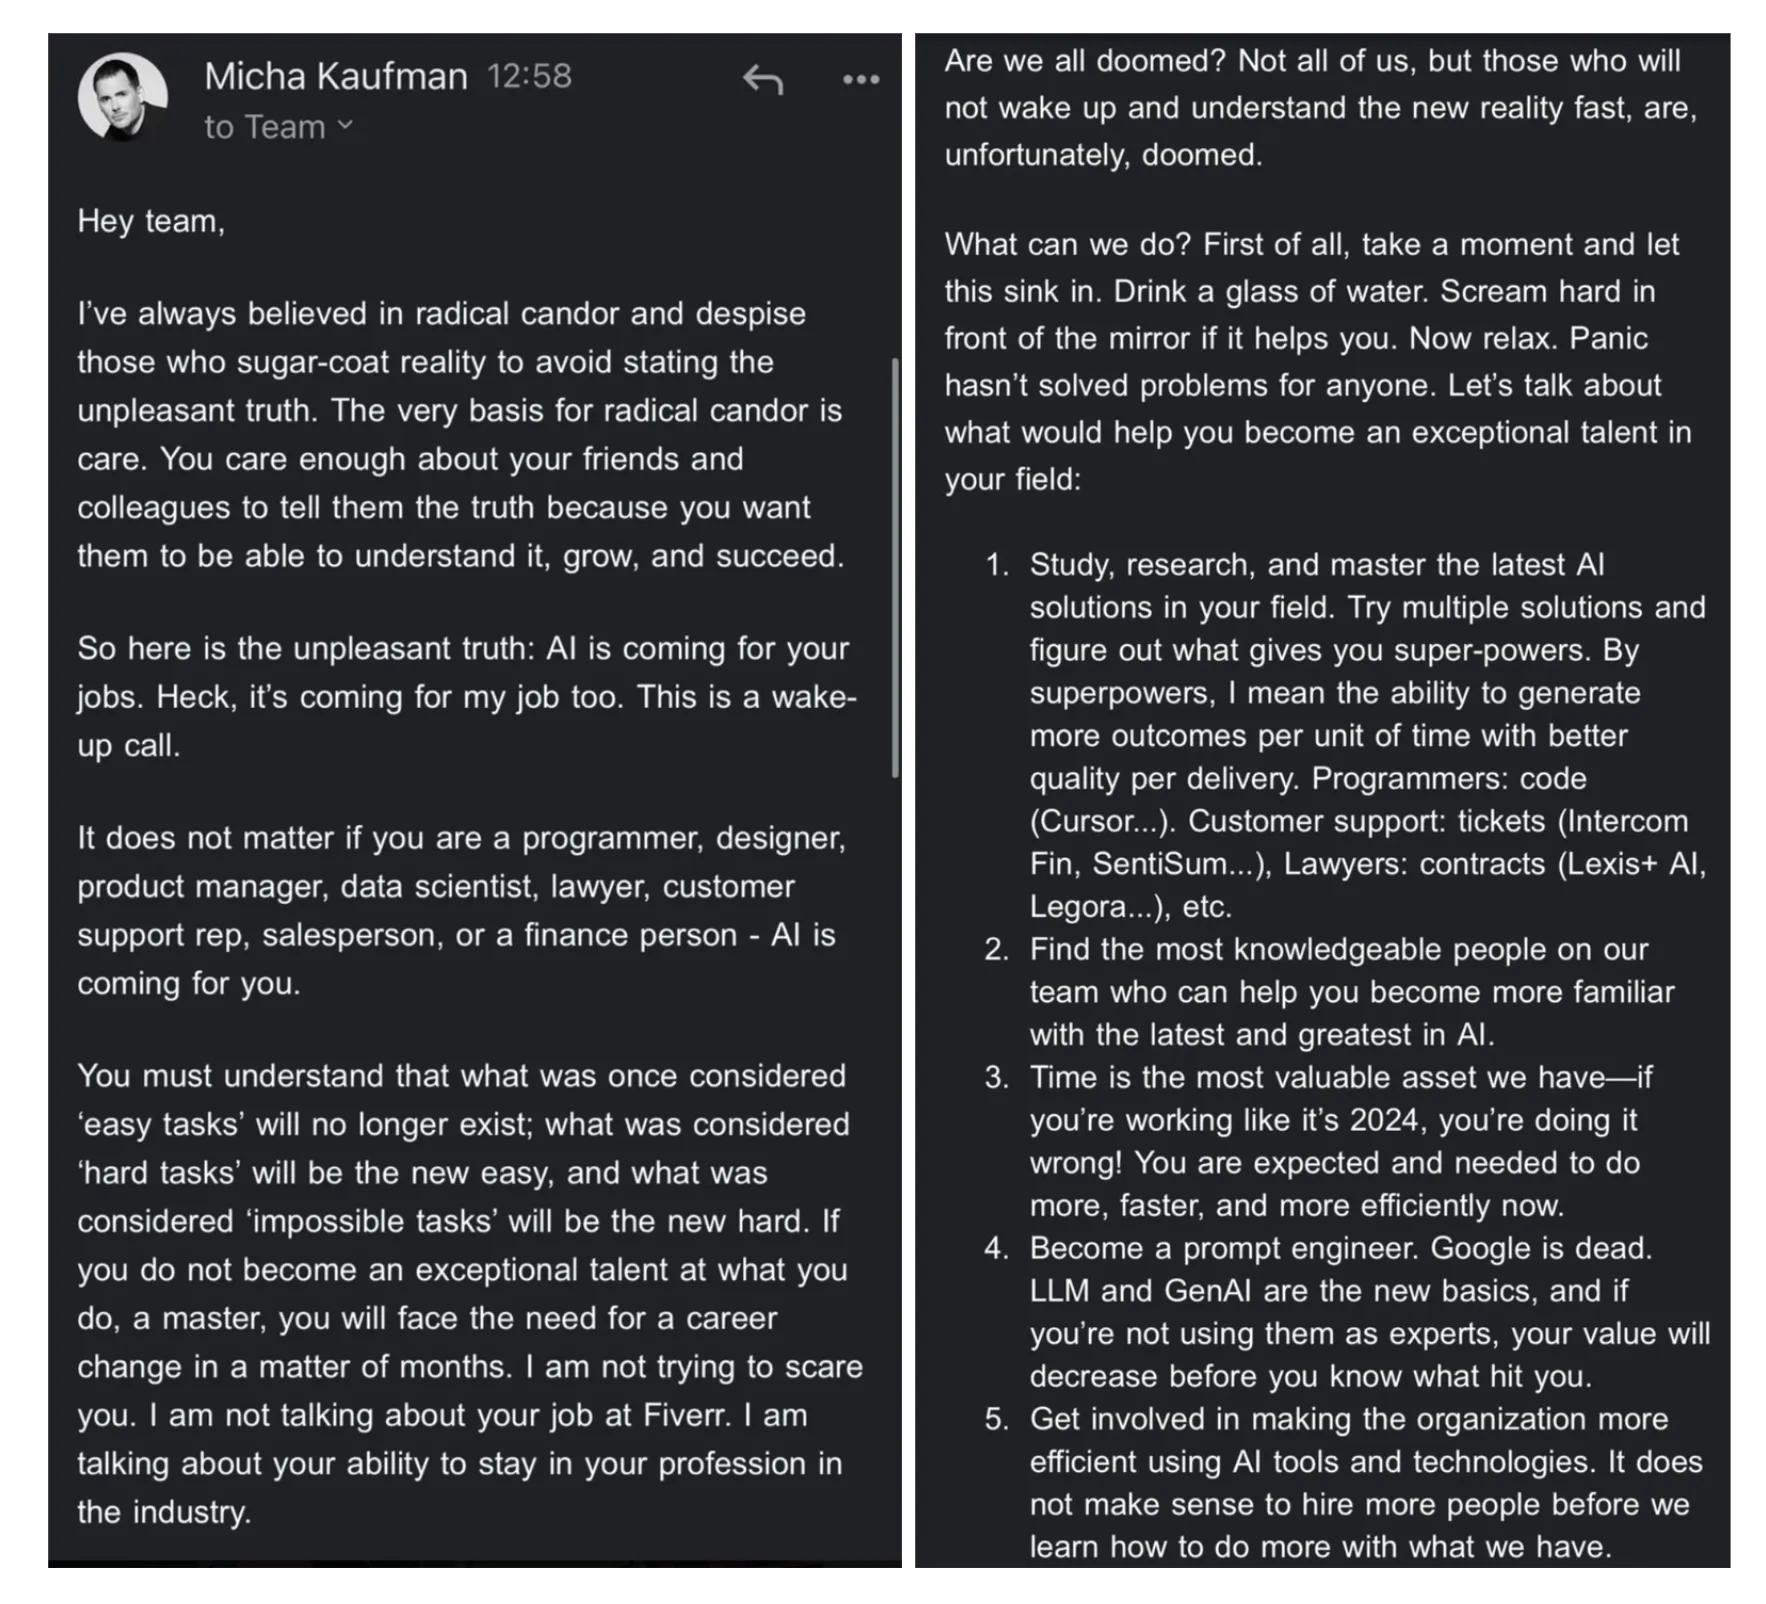 Micha Kaufman 12:58
to Team
Hey team,
I’ve always believed in radical candor and despise
those who sugar-coat reality to avoid stating the
unpleasant truth. The very basis for radical candor is
care. You care enough about your friends and
colleagues to tell them the truth because you want
them to be able to understand it, grow, and succeed.
So here is the unpleasant truth: AI is coming for your
jobs. Heck, it’s coming for my job too. This is a wake-
up call.
It does not matter if you are a programmer, designer,
product manager, data scientist, lawyer, customer
support rep, salesperson, or a finance person - AI is
coming for you.
You must understand that what was once considered
‘easy tasks’ will no longer exist; what was considered
‘hard tasks’ will be the new easy, and what was
considered ‘impossible tasks’ will be the new hard. If
you do not become an exceptional talent at what you
do, a master, you will face the need for a career
change in a matter of months. I am not trying to scare
you. I am not talking about your job at Fiverr. I am
talking about your ability to stay in your profession in
the industry.
Are we all doomed? Not all of us, but those who will
not wake up and understand the new reality fast, are,
unfortunately, doomed.
What can we do? First of all, take a moment and let
this sink in. Drink a glass of water. Scream hard in
front of the mirror if it helps you. Now relax. Panic
hasn’t solved problems for anyone. Let’s talk about
what would help you become an exceptional talent in
your field:
1. Study, research, and master the latest AI
solutions in your field. Try multiple solutions and
figure out what gives you super-powers. By
superpowers, I mean the ability to generate
more outcomes per unit of time with better
quality per delivery. Programmers: code
(Cursor...). Customer support: tickets (Intercom
Fin, SentiSum...), Lawyers: contracts (Lexis+ AI,
Legora...), etc.
2. Find the most knowledgeable people on our
team who can help you become more familiar
with the latest and greatest in AI.
3. Time is the most valuable asset we have—if
you’re working like it’s 2024, you’re doing it
wrong! You are expected and needed to do
more, faster, and more efficiently now.
4. Become a prompt engineer. Google is dead.
LLM and GenAI are the new basics, and if
you’re not using them as experts, your value will
decrease before you know what hit you.
5. Get involved in making the organization more
efficient using AI tools and technologies. It does
not make sense to hire more people before we
learn how to do more with what we have.